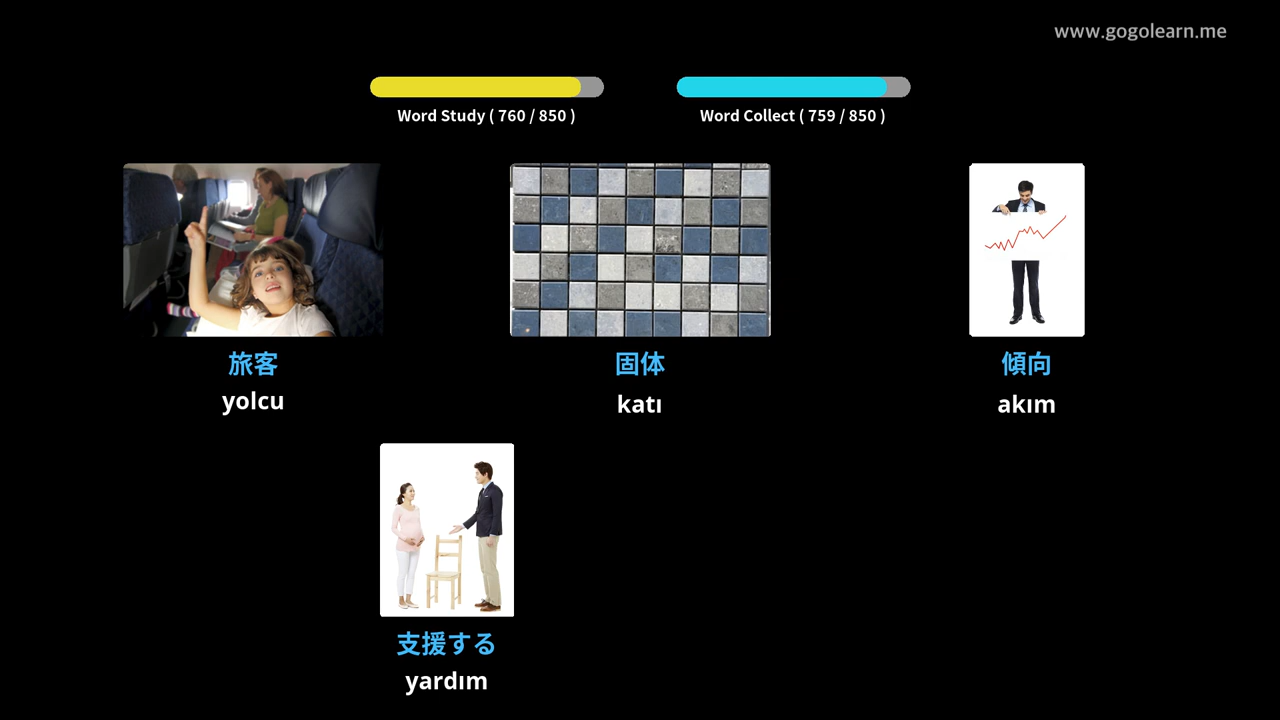 www.gogolearn.me
Word Study ( 760 / 850 )
Word Collect ( 759 / 850 )
旅客
yolcu
固体
katı
傾向
akım
支援する
yardım